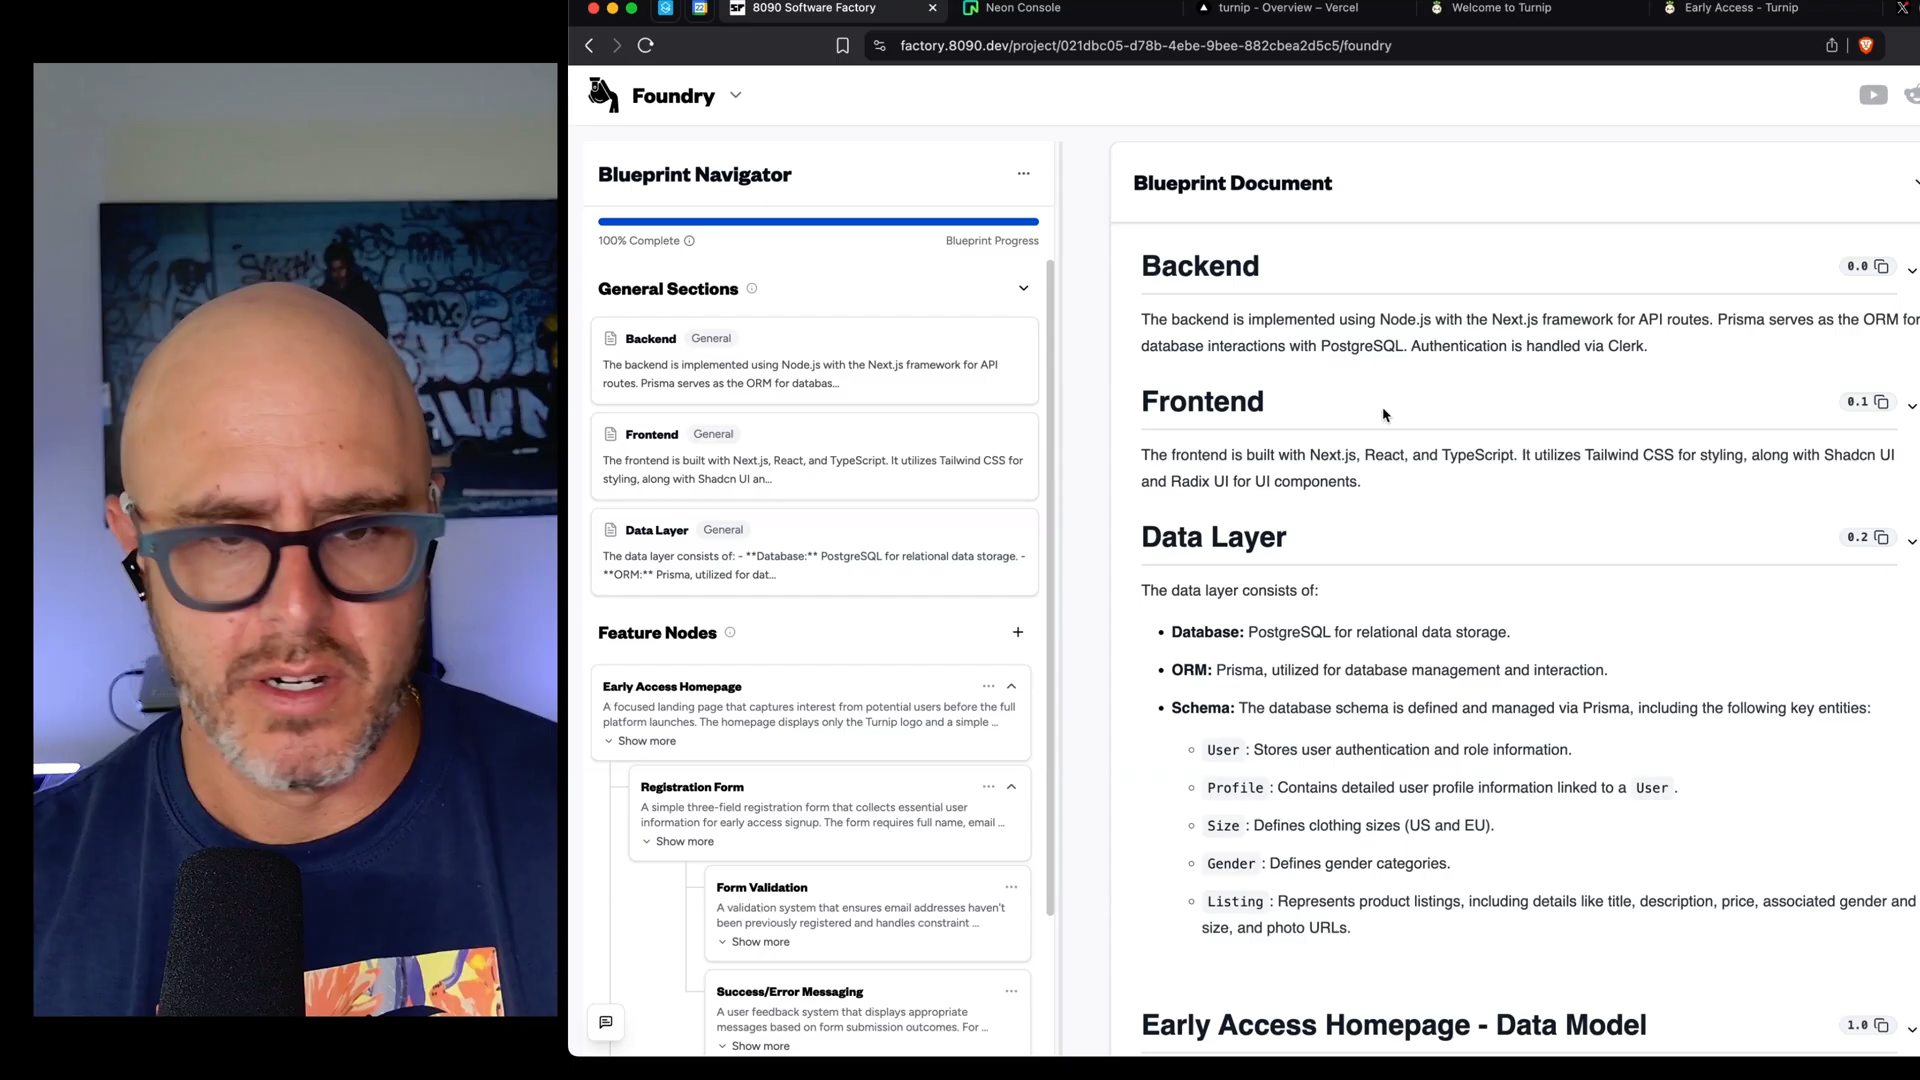 8090 Software Factory
Neon Console
turnip - Overview – Vercel
Welcome to Turnip
Early Access - Turnip
factory.8090.dev/project/021dbc05-d78b-4ebe-9bee-882cbea2d5c5/foundry
Foundry
Blueprint Navigator
100% Complete
Blueprint Progress
General Sections
Backend General
The backend is implemented using Node.js with the Next.js framework for API
routes. Prisma serves as the ORM for databas...
Frontend General
The frontend is built with Next.js, React, and TypeScript. It utilizes Tailwind CSS for
styling, along with Shadcn UI an...
Data Layer General
The data layer consists of: - **Database:** PostgreSQL for relational data storage. -
**ORM:** Prisma, utilized for dat...
Feature Nodes
Early Access Homepage
A focused landing page that captures interest from potential users before the full
platform launches. The homepage displays only the Turnip logo and a simple ...
Show more
Registration Form
A simple three-field registration form that collects essential user
information for early access signup. The form requires full name, email ...
Show more
Form Validation
A validation system that ensures email addresses haven't
been previously registered and handles constraint ...
Show more
Success/Error Messaging
A user feedback system that displays appropriate
messages based on form submission outcomes. For ...
Show more
Blueprint Document
Backend 0.0
The backend is implemented using Node.js with the Next.js framework for API routes. Prisma serves as the ORM for
database interactions with PostgreSQL. Authentication is handled via Clerk.
Frontend 0.1
The frontend is built with Next.js, React, and TypeScript. It utilizes Tailwind CSS for styling, along with Shadcn UI
and Radix UI for UI components.
Data Layer 0.2
The data layer consists of:
• Database: PostgreSQL for relational data storage.
• ORM: Prisma, utilized for database management and interaction.
• Schema: The database schema is defined and managed via Prisma, including the following key entities:
User : Stores user authentication and role information.
Profile : Contains detailed user profile information linked to a User .
Size : Defines clothing sizes (US and EU).
Gender : Defines gender categories.
Listing : Represents product listings, including details like title, description, price, associated gender and
size, and photo URLs.
Early Access Homepage - Data Model 1.0